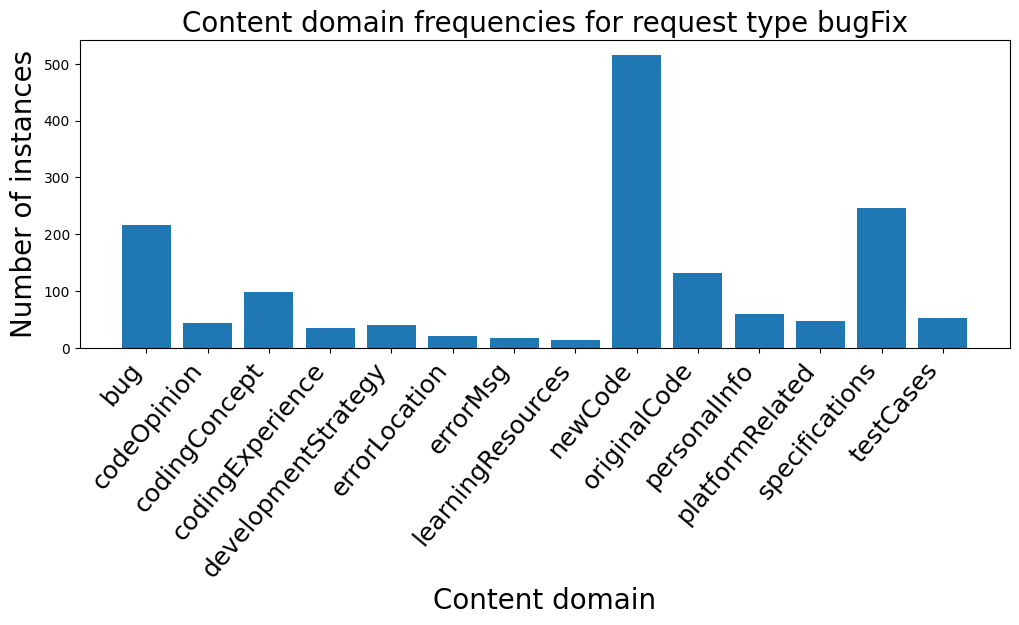 Content domain frequencies for request type bugFix
Number of instances
500
400
300
200
100
0
bug
codeOpinion
codingConcept
codingExperience
developmentStrategy
errorLocation
errorMsg
learningResources
newCode
originalCode
personalInfo
platformRelated
specifications
testCases
Content domain